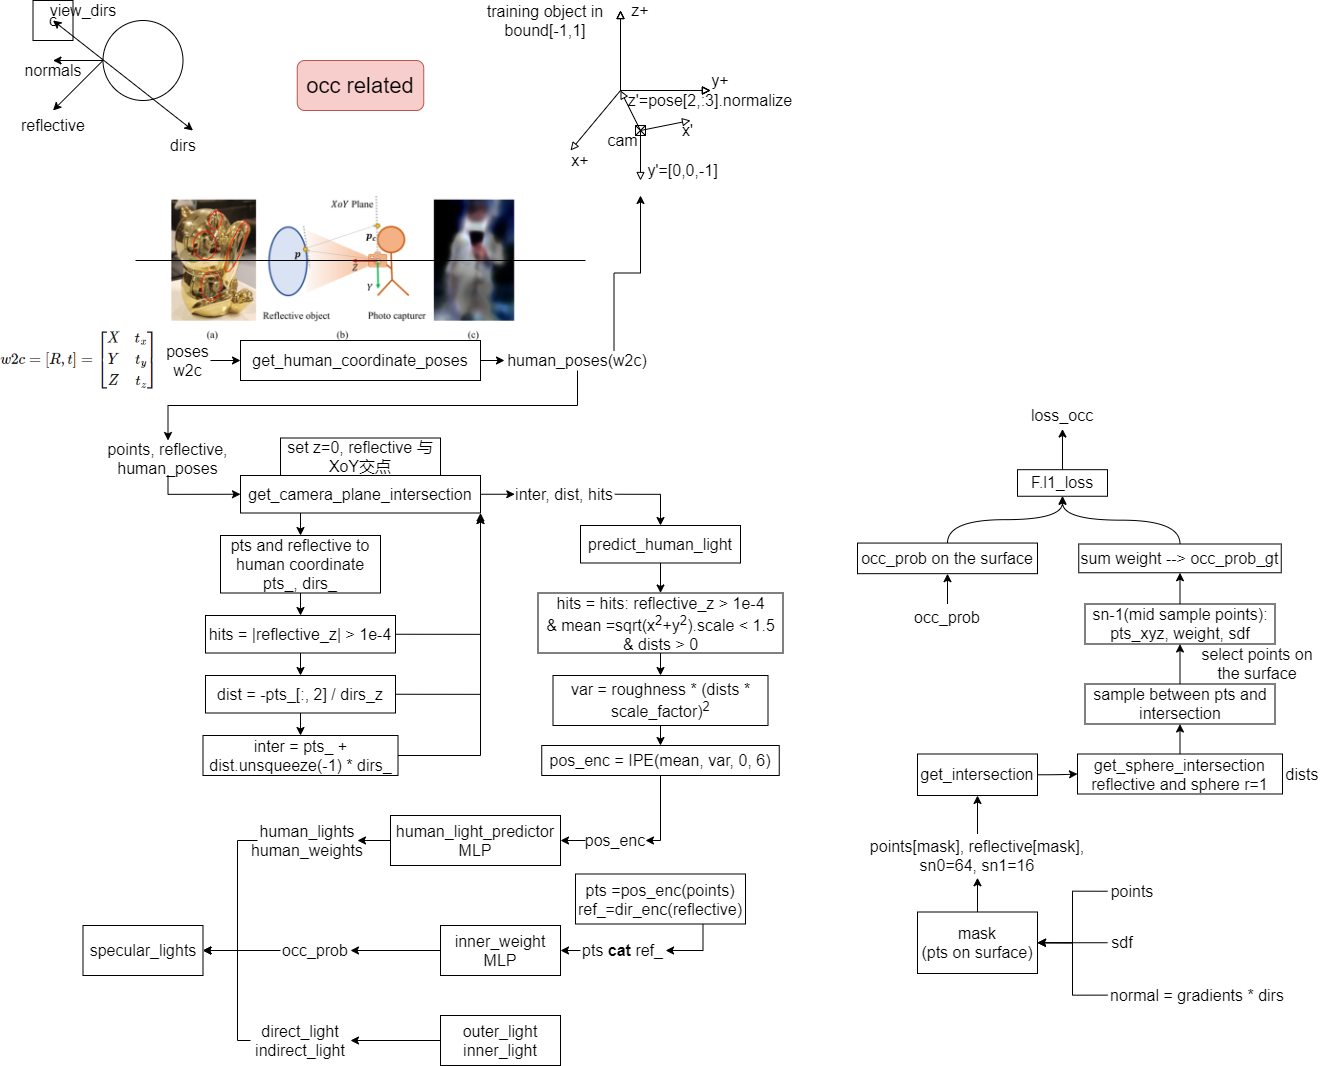 view_dirs
c
normals
reflective
dirs
occ related
training object in
bound[-1,1]
z+
y+
z'=pose[2,:3].normalize
x'
cam
x+
y'=[0,0,-1]
XoY Plane
p
p_c
Z
Y
Reflective object
Photo capturer
(a)
(b)
(c)
w2c = [R, t] =
X t_x
Y t_y
Z t_z
poses
w2c
get_human_coordinate_poses
human_poses(w2c)
points, reflective,
human_poses
set z=0, reflective 与
XoY交点
get_camera_plane_intersection
inter, dist, hits
pts and reflective to
human coordinate
pts_, dirs_
hits = |reflective_z| > 1e-4
dist = -pts_[:, 2] / dirs_z
inter = pts_ +
dist.unsqueeze(-1) * dirs_
predict_human_light
hits = hits: reflective_z > 1e-4
& mean =sqrt(x²+y²).scale < 1.5
& dists > 0
var = roughness * (dists *
scale_factor)²
pos_enc = IPE(mean, var, 0, 6)
pos_enc
human_light_predictor
MLP
human_lights
human_weights
pts =pos_enc(points)
ref_=dir_enc(reflective)
pts cat ref_
inner_weight
MLP
occ_prob
specular_lights
outer_light
inner_light
direct_light
indirect_light
loss_occ
F.l1_loss
occ_prob on the surface
occ_prob
sum weight --> occ_prob_gt
sn-1(mid sample points):
pts_xyz, weight, sdf
select points on
the surface
sample between pts and
intersection
get_intersection
get_sphere_intersection
reflective and sphere r=1
dists
points[mask], reflective[mask],
sn0=64, sn1=16
mask
(pts on surface)
points
sdf
normal = gradients * dirs